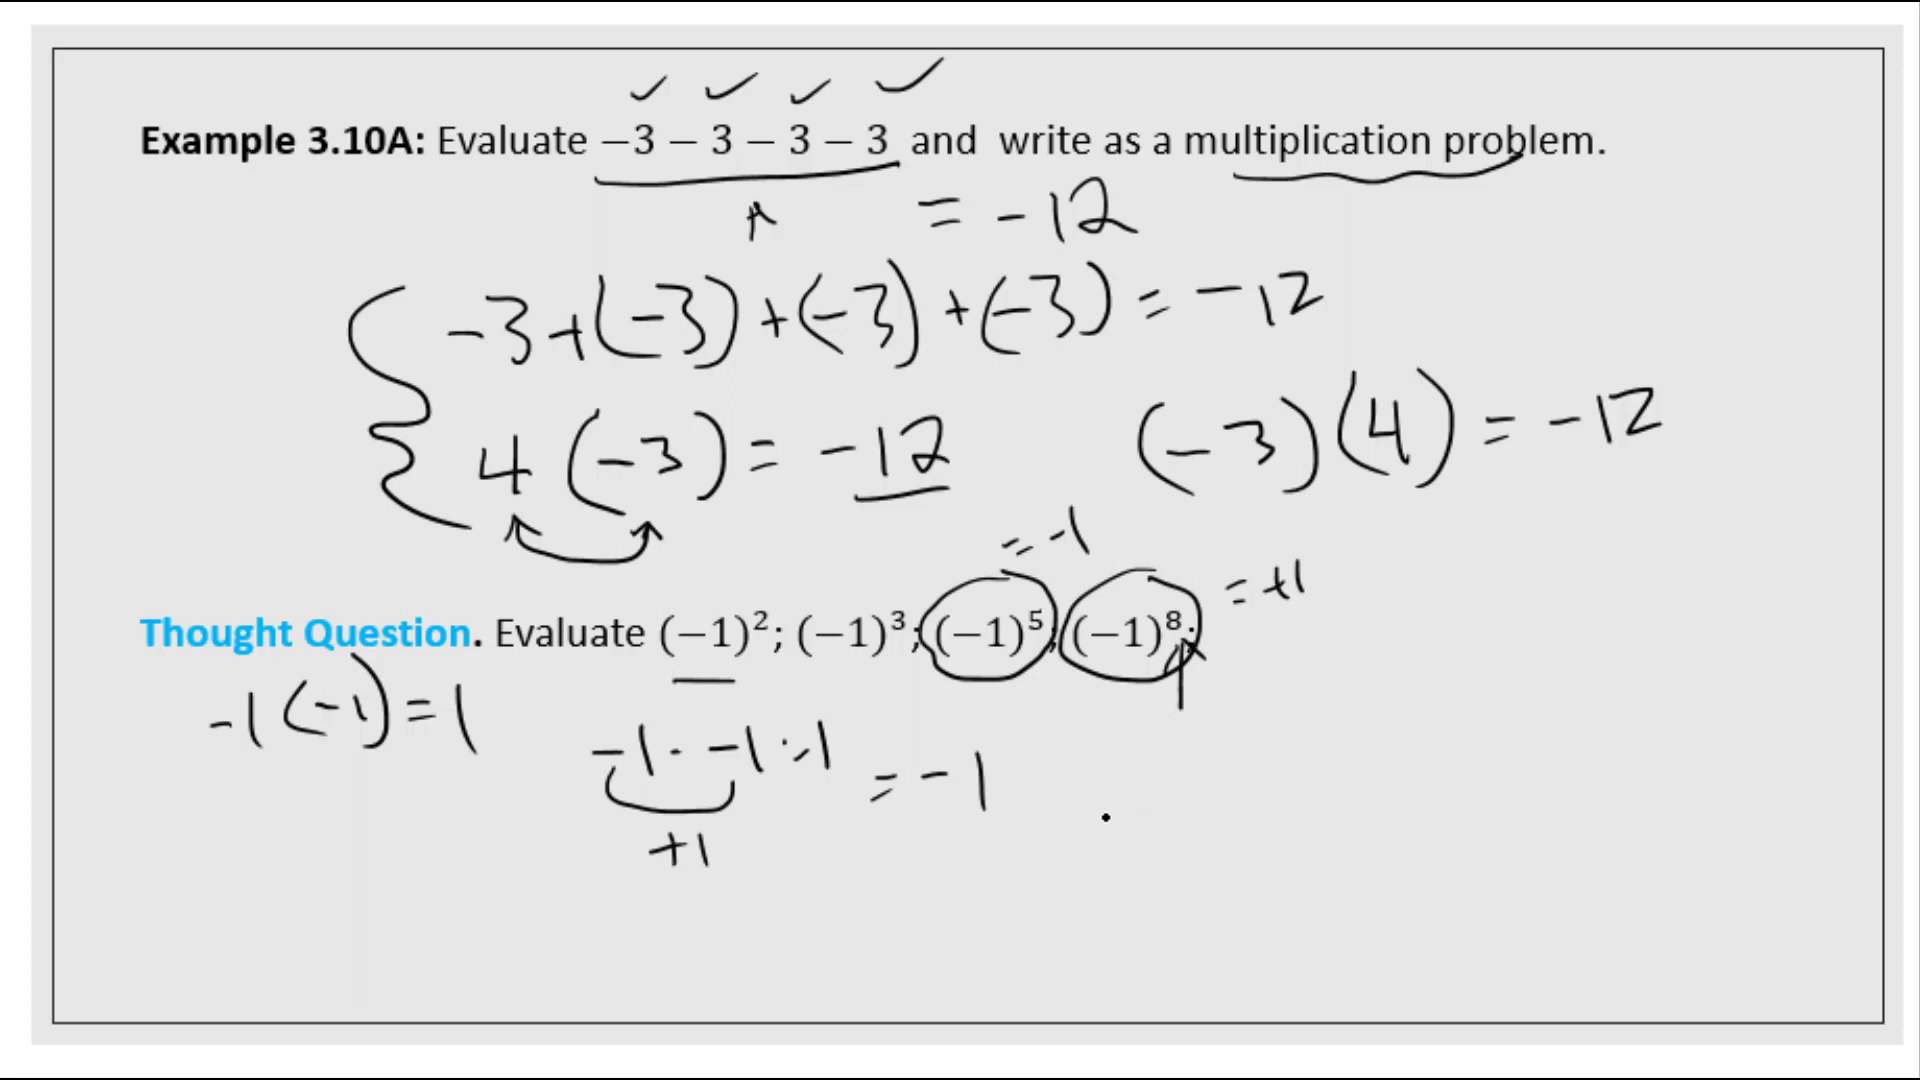 Example 3.10A: Evaluate −3 − 3 − 3 − 3 and write as a multiplication problem.
= -12
-3+(-3)+(-3)+(-3)=-12
4(-3)=-12 (-3)(4)=-12
=-1
=+1
Thought Question. Evaluate (−1)²; (−1)³; (−1)⁵; (−1)⁸;
-1(-1)=1
-1·-1·-1 = -1
+1